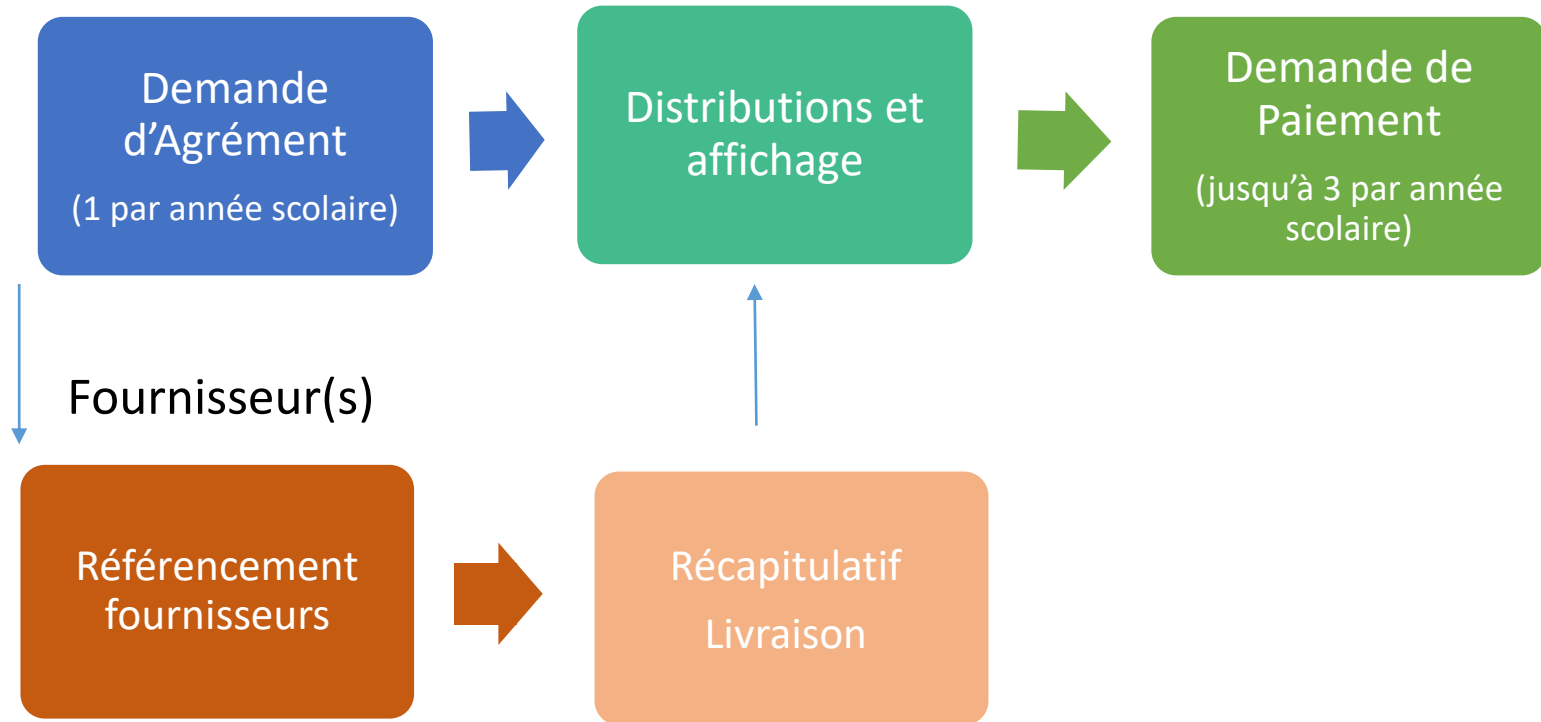 Demande
d’Agrément
(1 par année scolaire)
Distributions et
affichage
Demande de
Paiement
(jusqu’à 3 par année
scolaire)
Fournisseur(s)
Référencement
fournisseurs
Récapitulatif
Livraison